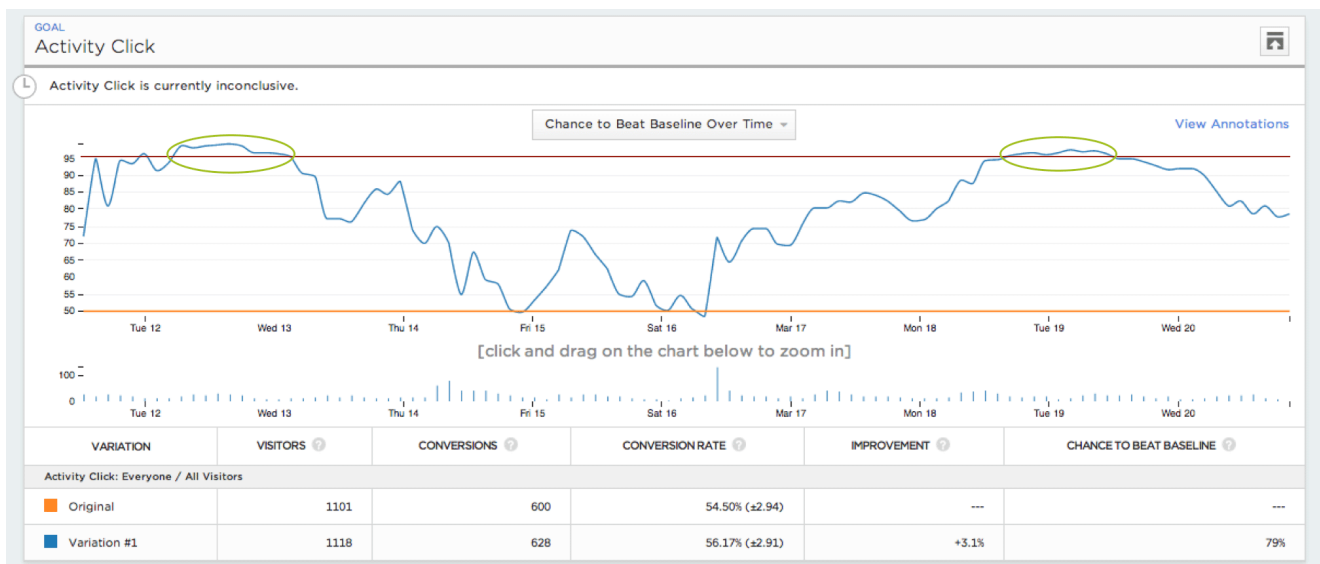 GOAL
Activity Click
Activity Click is currently inconclusive.
Chance to Beat Baseline Over Time
View Annotations
95
90
85
80
75
70
65
60
55
50
Tue 12 Wed 13 Thu 14 Fri 15 Sat 16 Mar 17 Mon 18 Tue 19 Wed 20
[click and drag on the chart below to zoom in]
100
0
Tue 12 Wed 13 Thu 14 Fri 15 Sat 16 Mar 17 Mon 18 Tue 19 Wed 20
VARIATION VISITORS ? CONVERSIONS ? CONVERSION RATE ? IMPROVEMENT ? CHANCE TO BEAT BASELINE ?
Activity Click: Everyone / All Visitors
Original 1101 600 54.50% (±2.94) --- ---
Variation #1 1118 628 56.17% (±2.91) +3.1% 79%